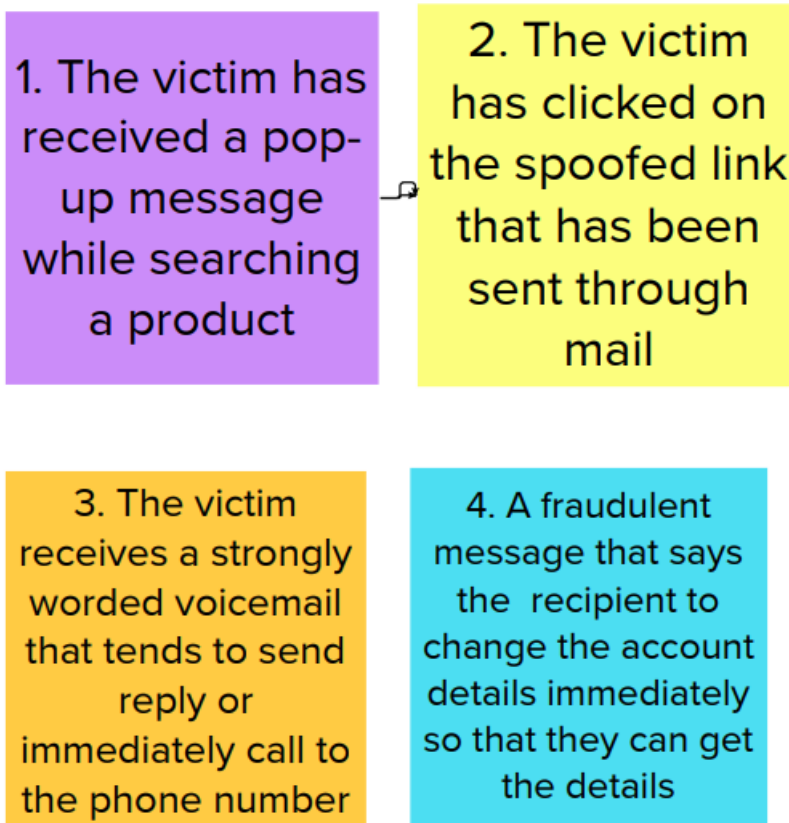 1. The victim has
received a pop-
up message
while searching
a product
2. The victim
has clicked on
the spoofed link
that has been
sent through
mail
3. The victim
receives a strongly
worded voicemail
that tends to send
reply or
immediately call to
the phone number
4. A fraudulent
message that says
the recipient to
change the account
details immediately
so that they can get
the details